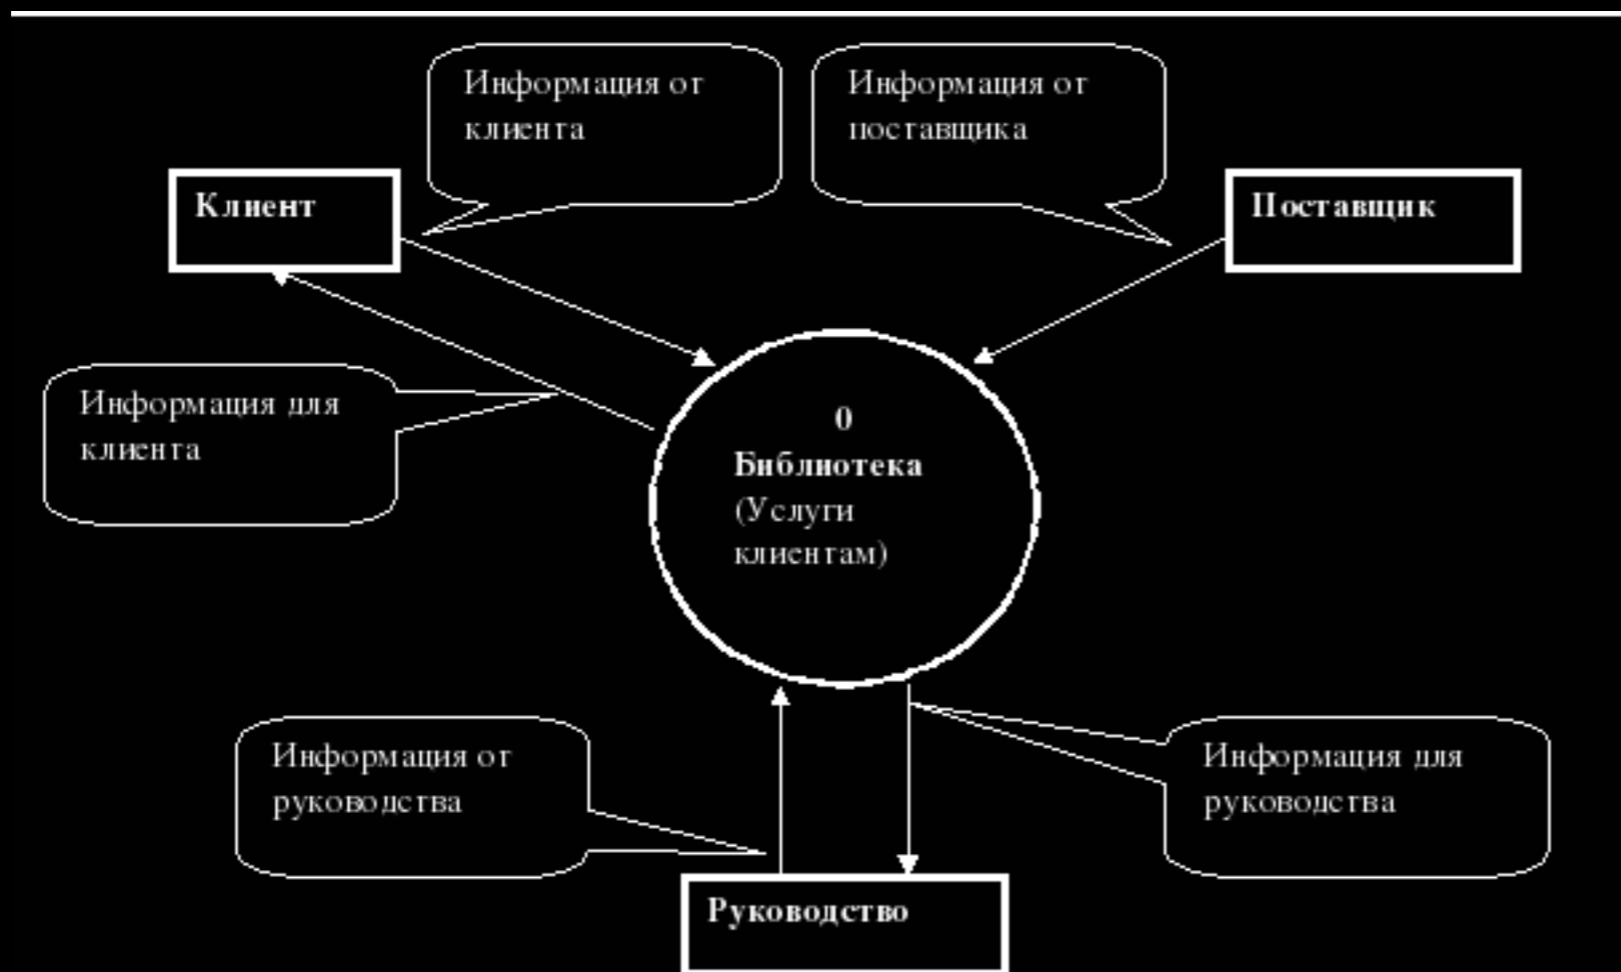 Информация от
клиента
Информация от
поставщика
Клиент
Поставщик
Информация для
клиента
0
Библиотека
(Услуги
клиентам)
Информация от
руководства
Информация для
руководства
Руководство